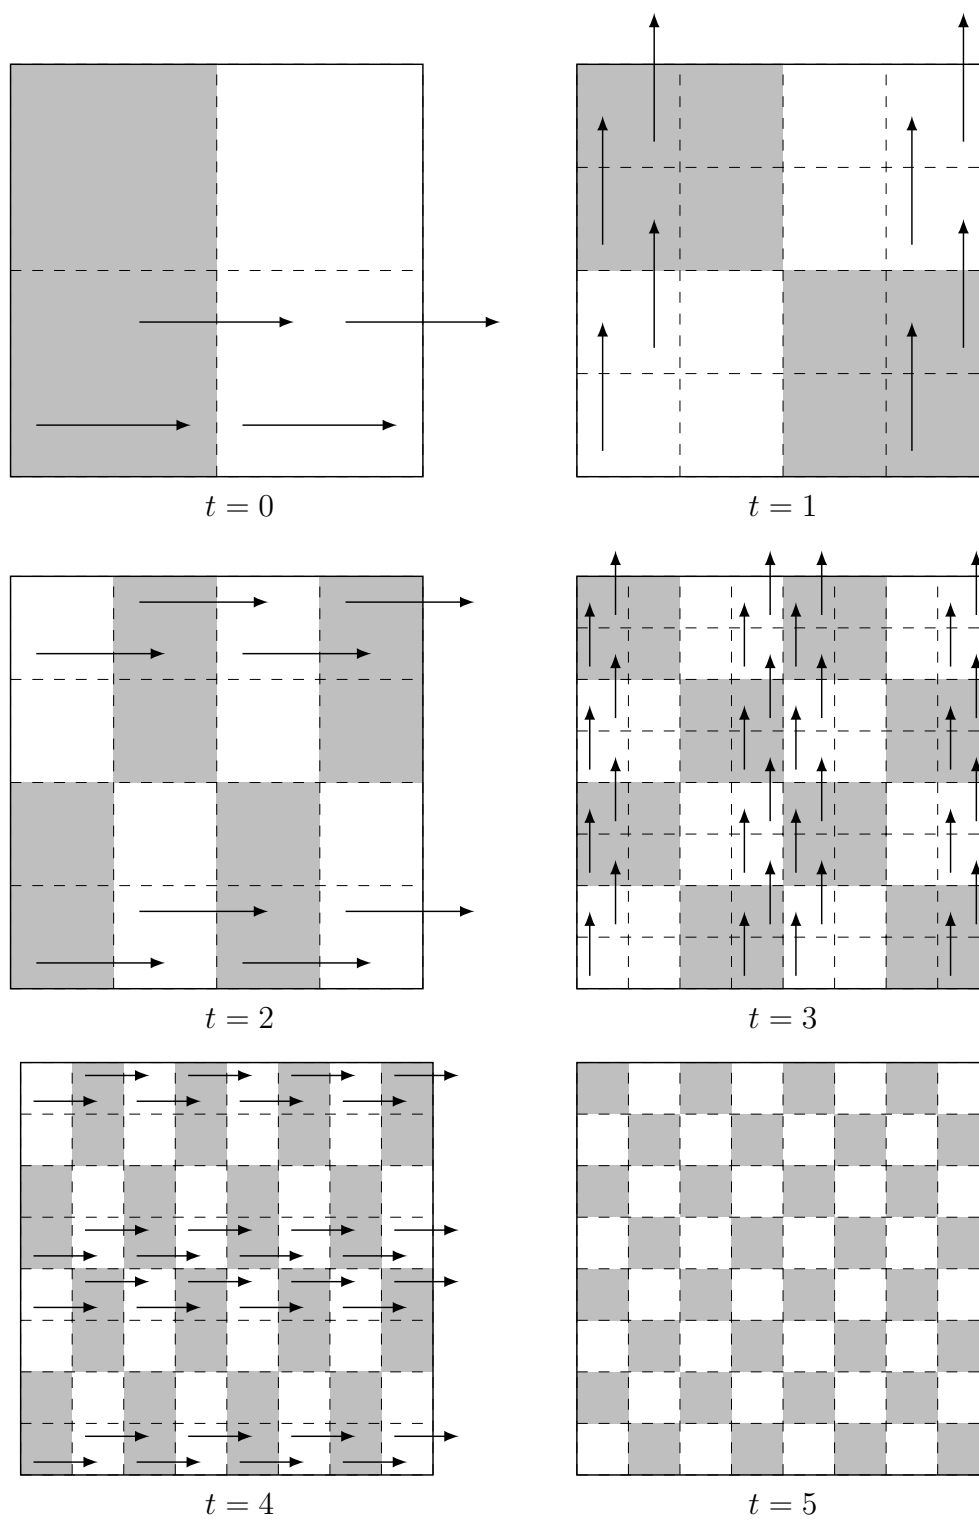 t = 0
t = 1
t = 2
t = 3
t = 4
t = 5